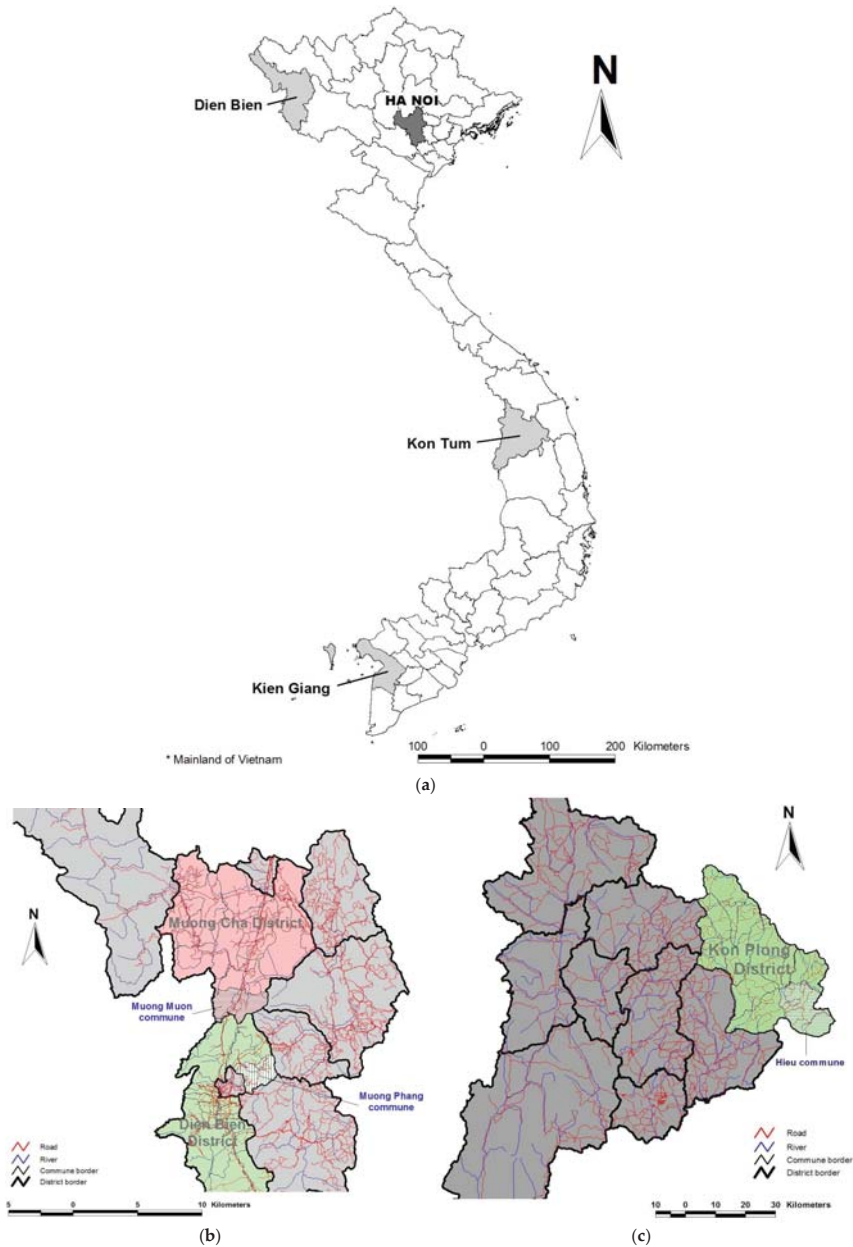 N
Dien Bien
HA NOI
Kon Tum
Kien Giang
* Mainland of Vietnam
100 0 100 200 Kilometers
(a)
N
Muong Cha District
Muong Muon
commune
Muong Phang
commune
Dien Bien
District
Road
River
Commune border
District border
5 0 5 10 Kilometers
(b)
N
Kon Plong
District
Hieu commune
Road
River
Commune border
District border
10 0 10 20 30 Kilometers
(c)